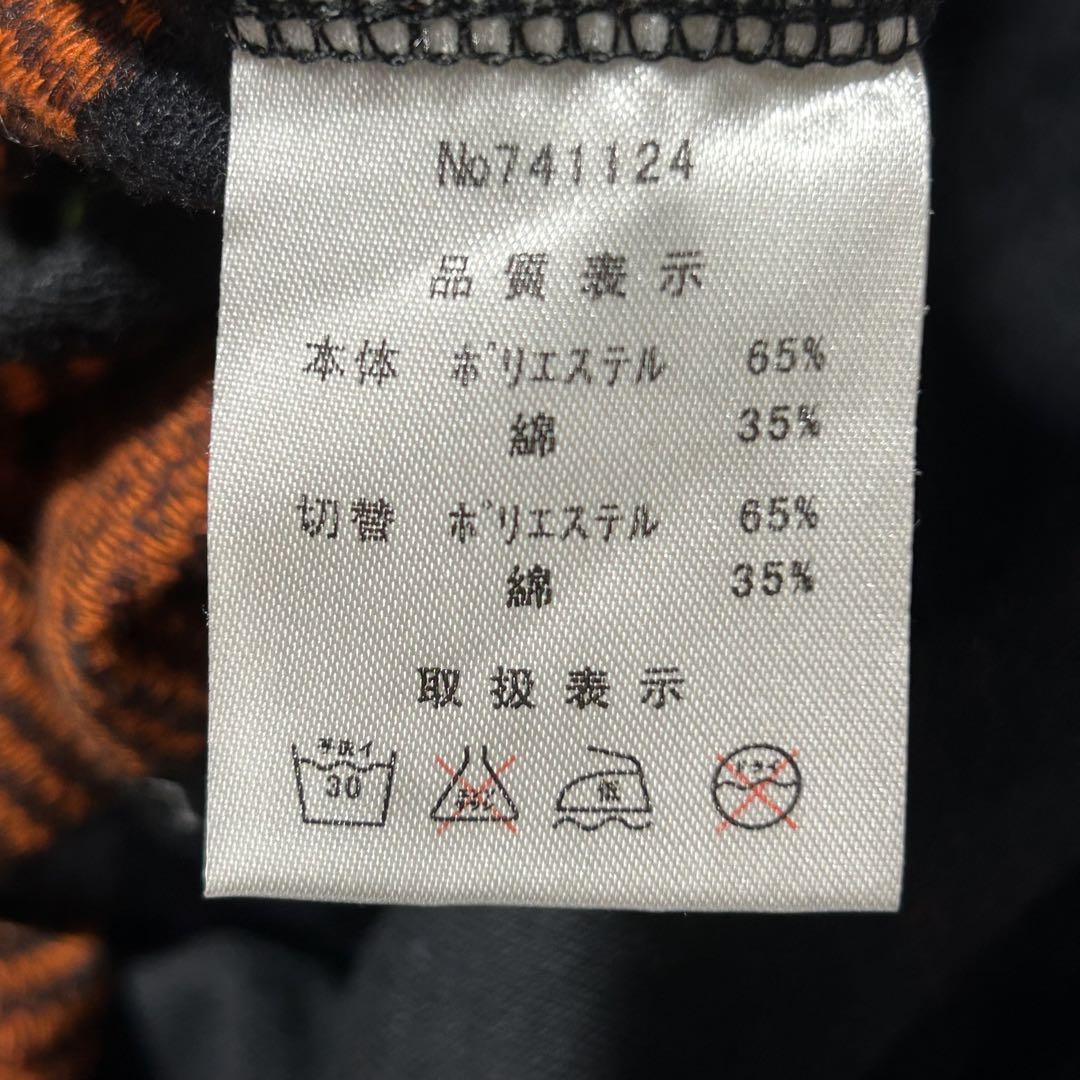 No741124
品質表示
本体 ポリエステル 65%
綿 35%
切替 ポリエステル 65%
綿 35%
取扱表示
手洗イ
30
低